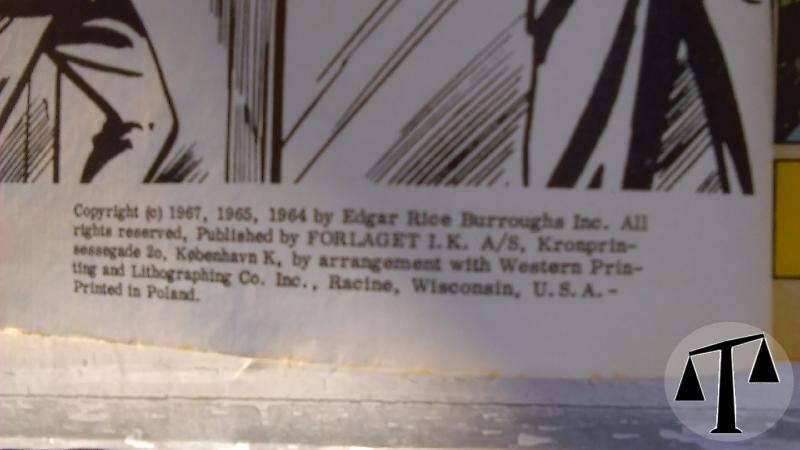 Copyright (c) 1967, 1965, 1964 by Edgar Rice Burroughs Inc. All
rights reserved, Published by FORLAGET I.K. A/S, Kronprin-
sessegade 2o, København K, by arrangement with Western Prin-
ting and Lithographing Co. Inc., Racine, Wisconsin, U.S.A. -
Printed in Poland.